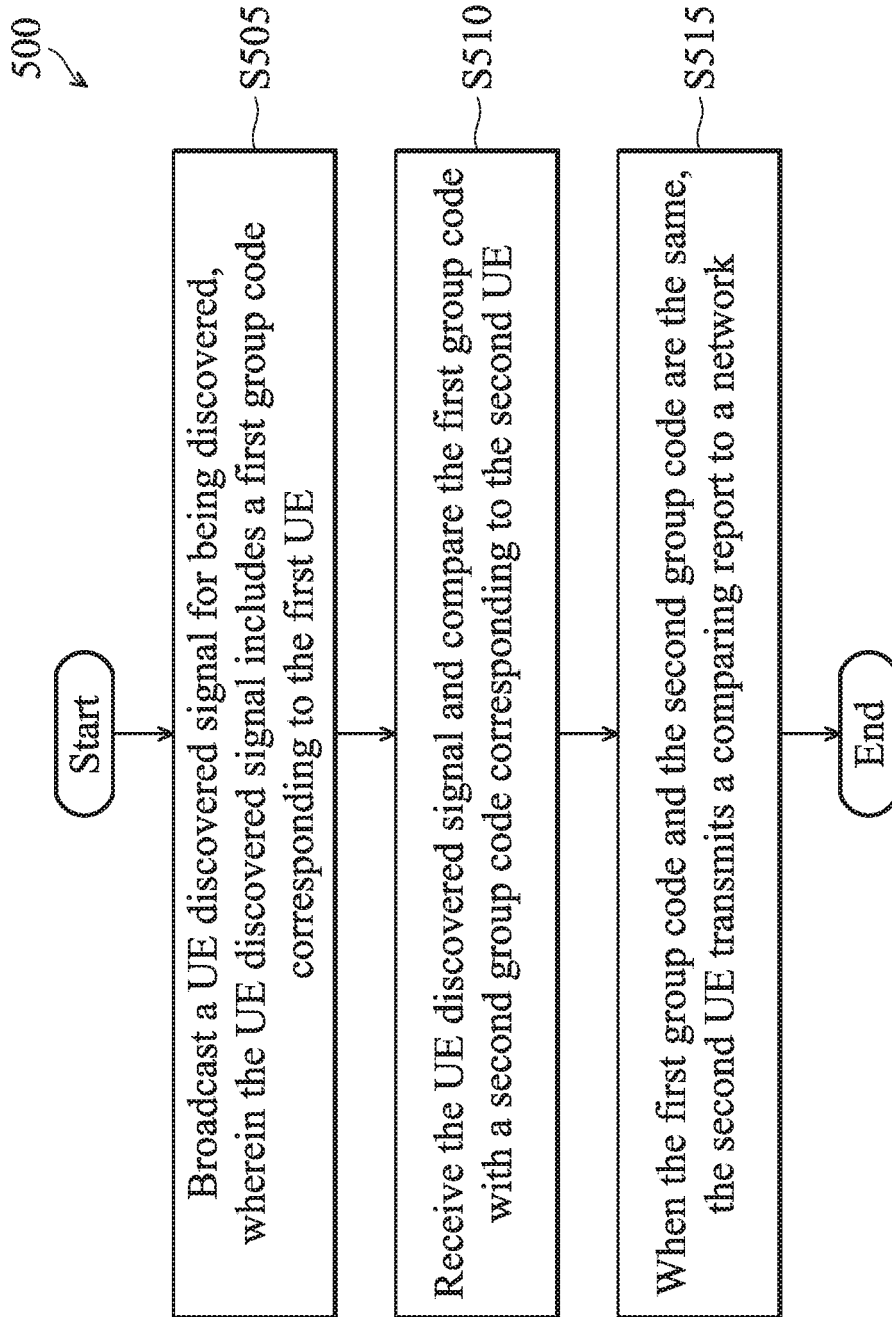 500
Start
Broadcast a UE discovered signal for being discovered,
wherein the UE discovered signal includes a first group code
corresponding to the first UE
S505
Receive the UE discovered signal and compare the first group code
with a second group code corresponding to the second UE
S510
When the first group code and the second group code are the same,
the second UE transmits a comparing report to a network
S515
End